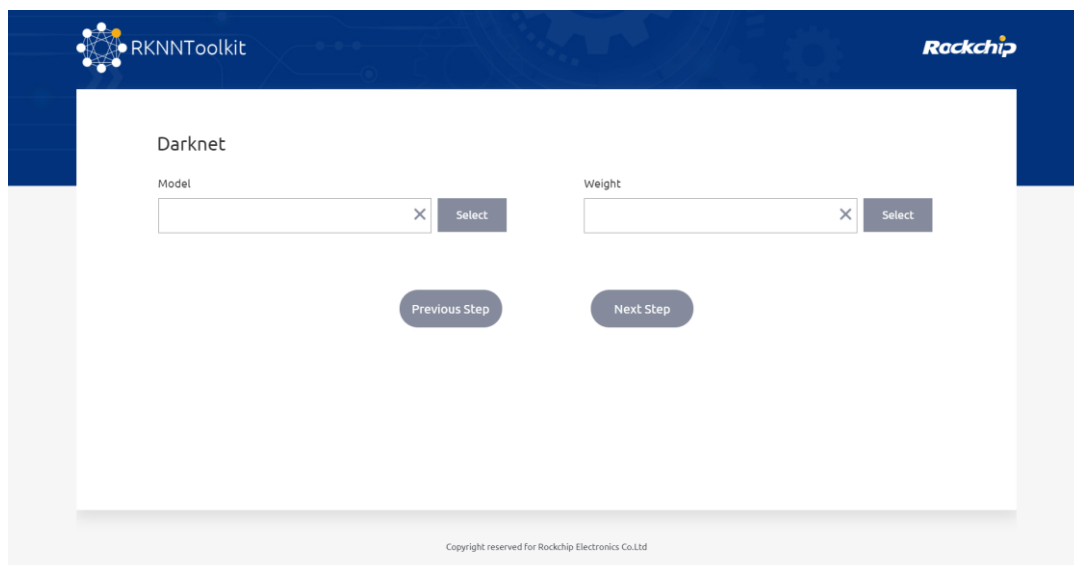 RKNNToolkit
Rockchip
Darknet
Model
Weight
Select
Select
Previous Step
Next Step
Copyright reserved for Rockchip Electronics Co.Ltd